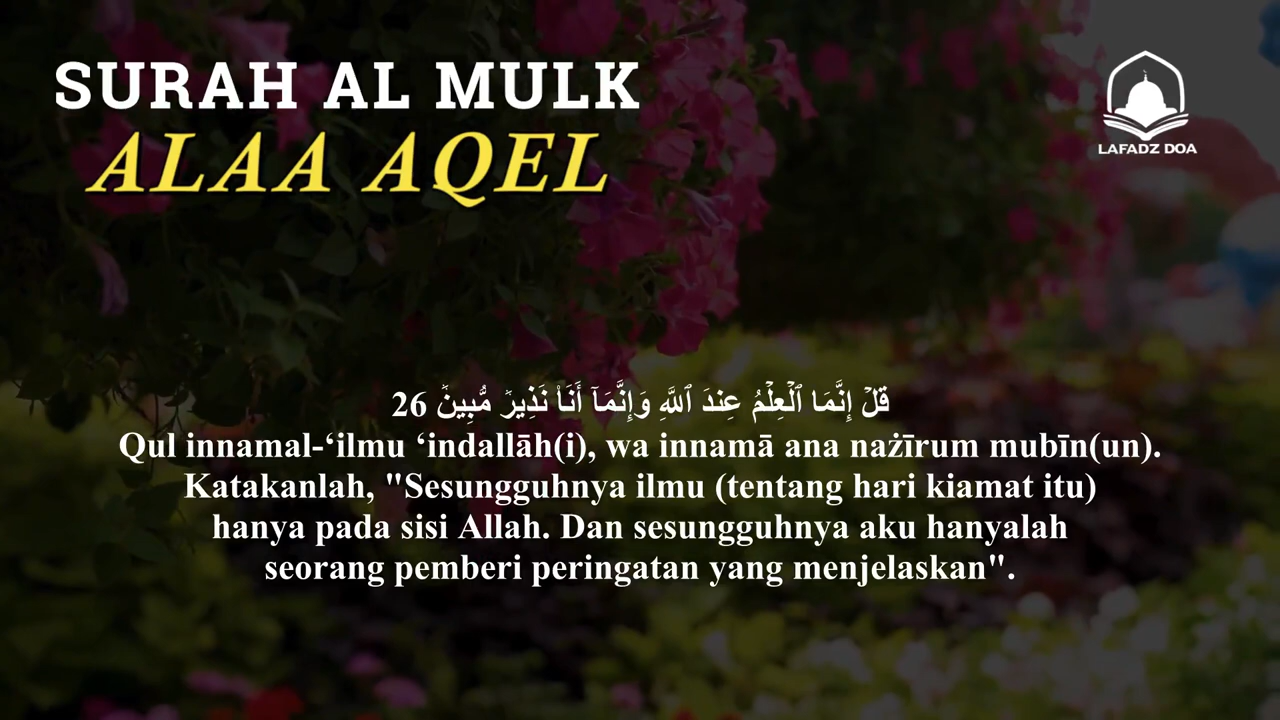 SURAH AL MULK
ALAA AQEL
LAFADZ DOA
قُلْ إِنَّمَا ٱلْعِلْمُ عِندَ ٱللَّهِ وَإِنَّمَآ أَنَا۠ نَذِيرٌ مُّبِينٌ 26
Qul innamal-‘ilmu ‘indallāh(i), wa innamā ana nażīrum mubīn(un).
Katakanlah, "Sesungguhnya ilmu (tentang hari kiamat itu)
hanya pada sisi Allah. Dan sesungguhnya aku hanyalah
seorang pemberi peringatan yang menjelaskan".